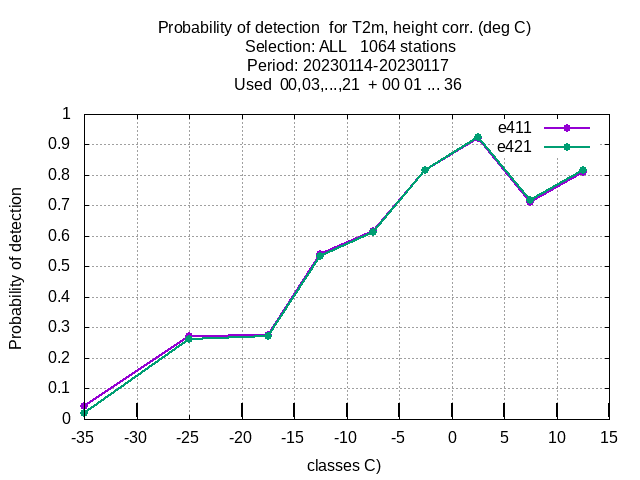 Probability of detection  for T2m, height corr. (deg C)
Selection: ALL   1064 stations
Period: 20230114-20230117
Used  00,03,...,21  + 00 01 ... 36
1
0.9
0.8
0.7
0.6
0.5
0.4
0.3
0.2
0.1
0
Probability of detection
e411
e421
-35 -30 -25 -20 -15 -10 -5 0 5 10 15
classes C)